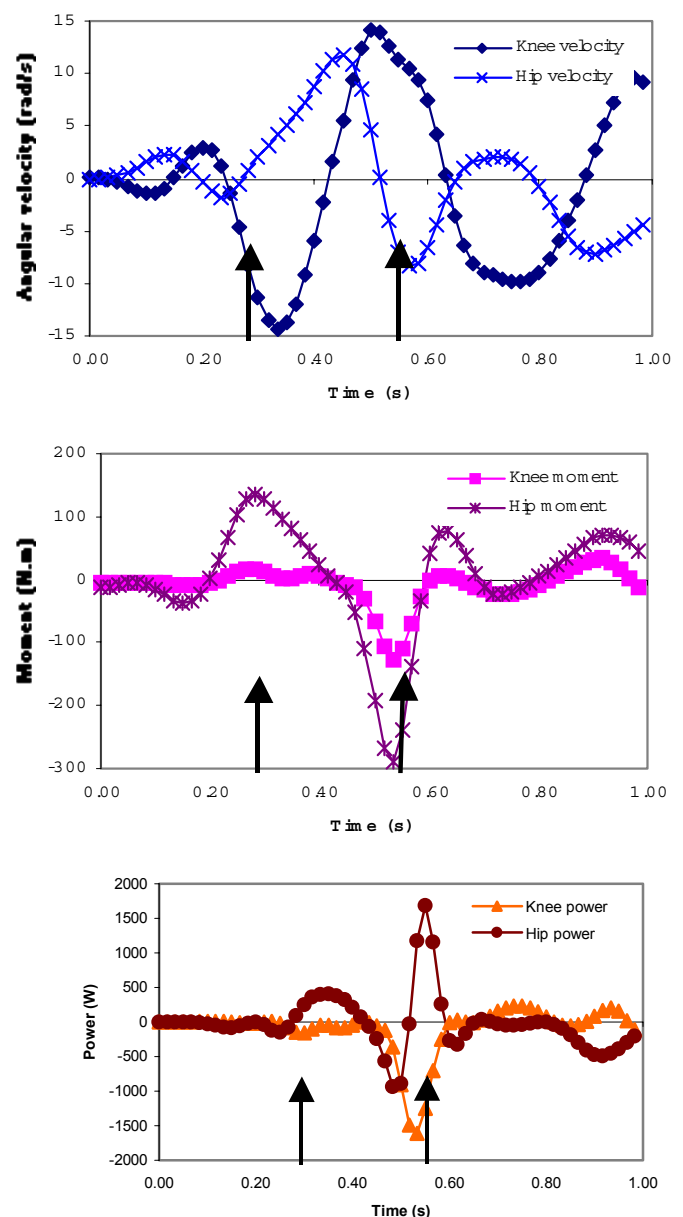 15
10
5
0
-5
-10
-15
Angular velocity (rad/s)
Knee velocity
Hip velocity
0.00 0.20 0.40 0.60 0.80 1.00
Time (s)
200
100
0
-100
-200
-300
Moment (N.m)
Knee moment
Hip moment
0.00 0.20 0.40 0.60 0.80 1.00
Time (s)
2000
1500
1000
500
0
-500
-1000
-1500
-2000
Power (W)
Knee power
Hip power
0.00 0.20 0.40 0.60 0.80 1.00
Time (s)